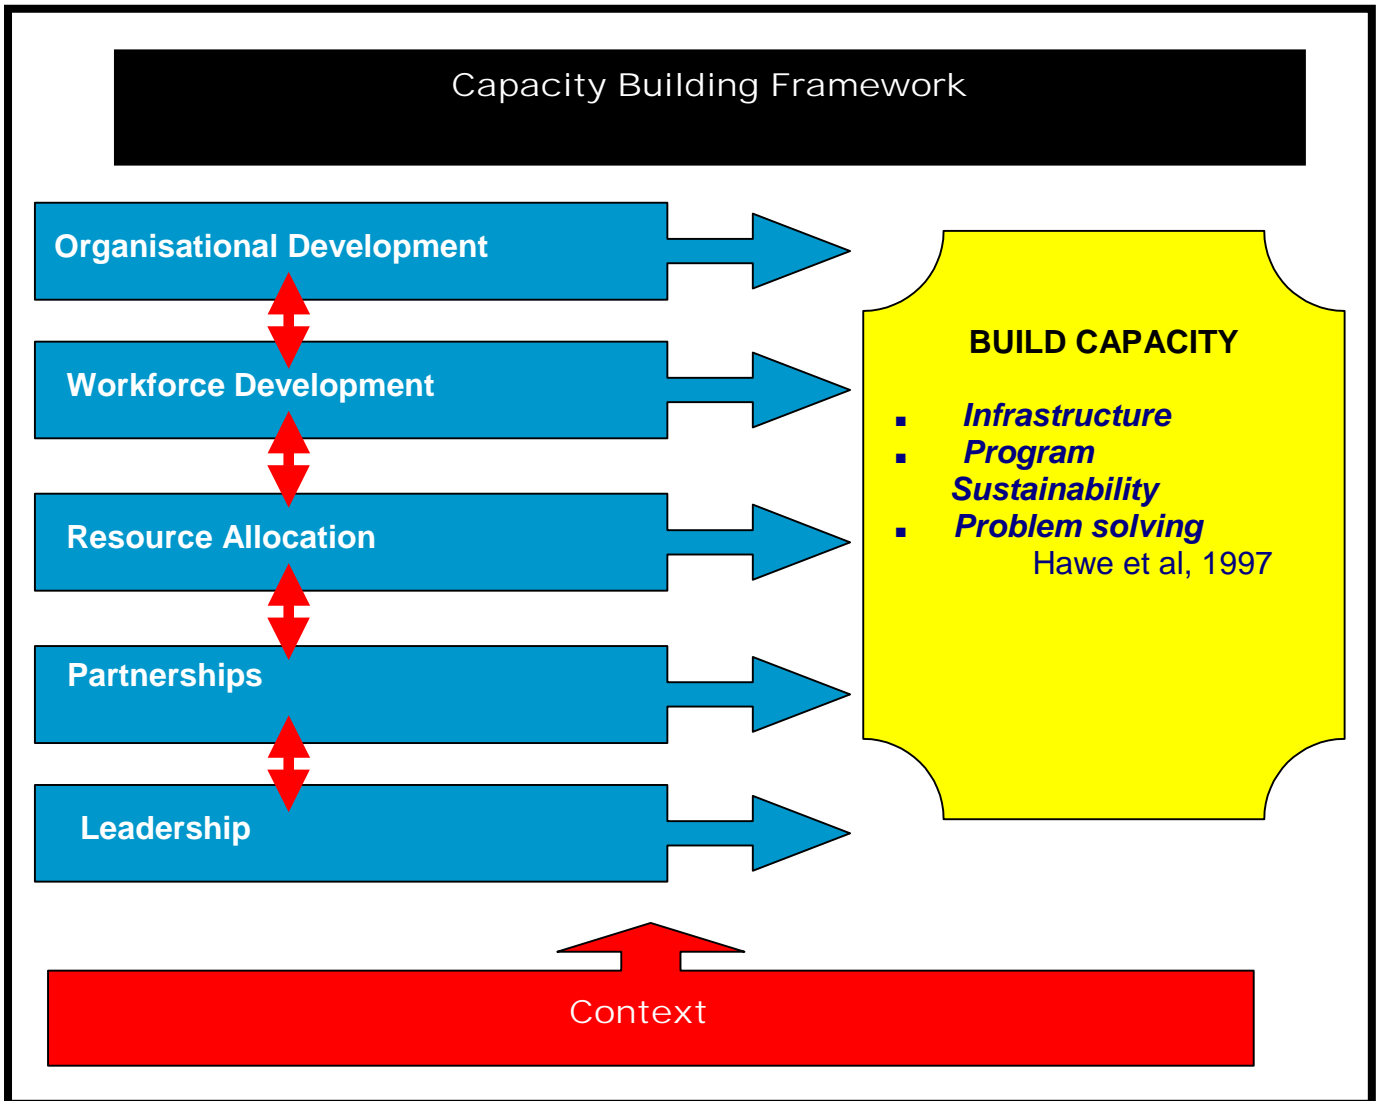 Capacity Building Framework
Organisational Development
Workforce Development
Resource Allocation
Partnerships
Leadership
BUILD CAPACITY
▪ Infrastructure
▪ Program
Sustainability
▪ Problem solving
Hawe et al, 1997
Context